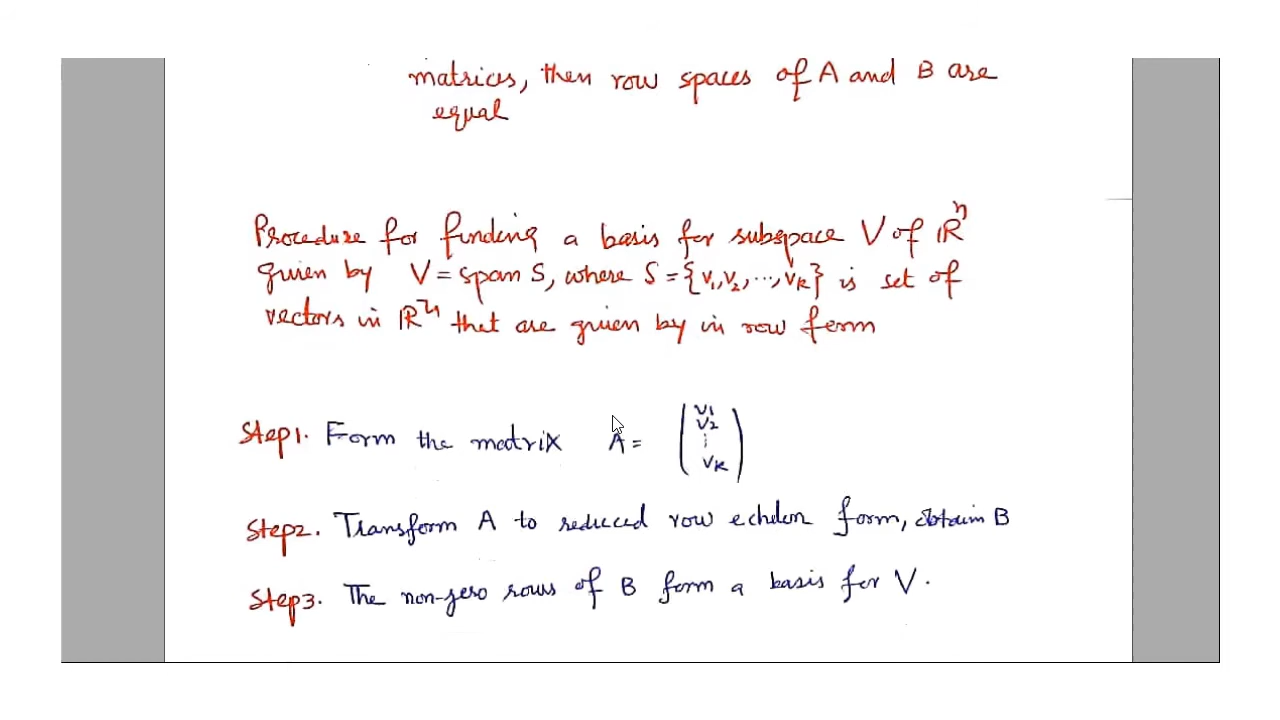 matrices, then row spaces of A and B are
equal
Procedure for finding a basis for subspace V of ℝⁿ
given by V = span S, where S = {v₁, v₂, ..., vₖ} is set of
vectors in ℝⁿ that are given by in row form
Step1. Form the matrix A = (v1 v2 ⋮ vk)
Step2. Transform A to reduced row echelon form, obtain B
Step3. The non-zero rows of B form a basis for V.